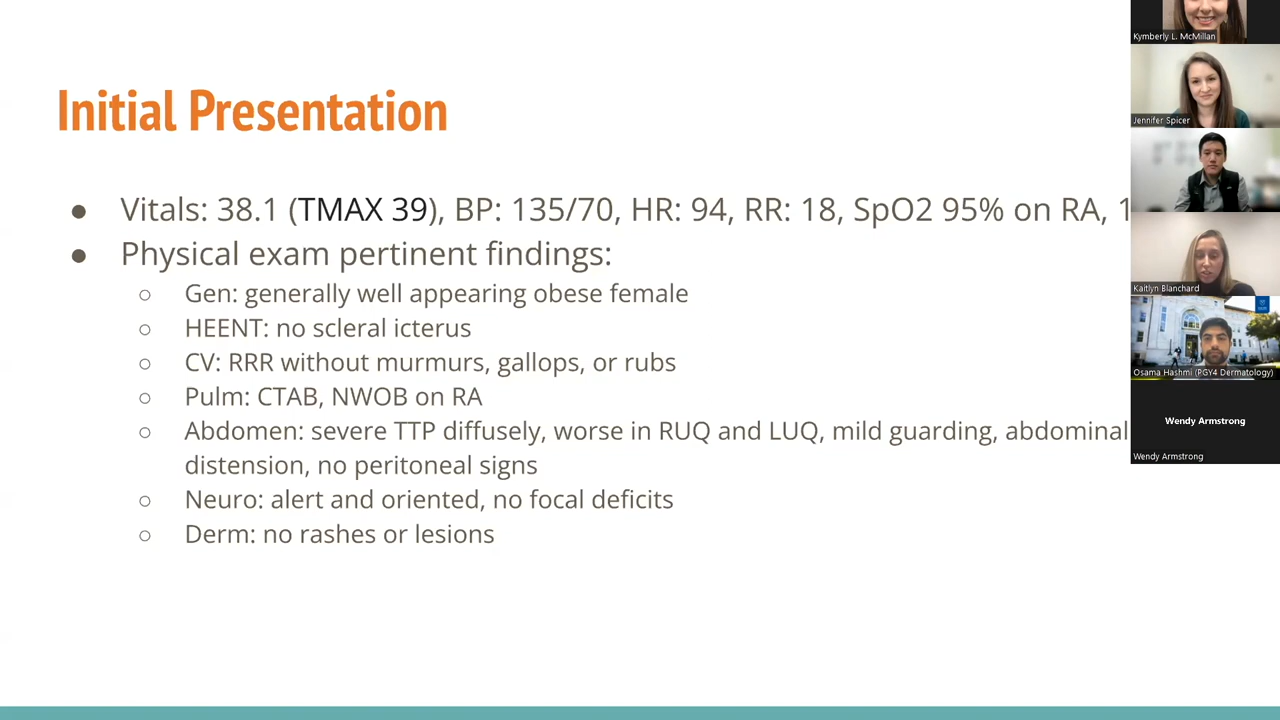 Initial Presentation
● Vitals: 38.1 (TMAX 39), BP: 135/70, HR: 94, RR: 18, SpO2 95% on RA, 1
● Physical exam pertinent findings:
○ Gen: generally well appearing obese female
○ HEENT: no scleral icterus
○ CV: RRR without murmurs, gallops, or rubs
○ Pulm: CTAB, NWOB on RA
○ Abdomen: severe TTP diffusely, worse in RUQ and LUQ, mild guarding, abdominal
distension, no peritoneal signs
○ Neuro: alert and oriented, no focal deficits
○ Derm: no rashes or lesions
Kymberly L. McMillan
Jennifer Spicer
Kaitlyn Blanchard
Osama Hashmi (PGY4 Dermatology)
Wendy Armstrong
Wendy Armstrong